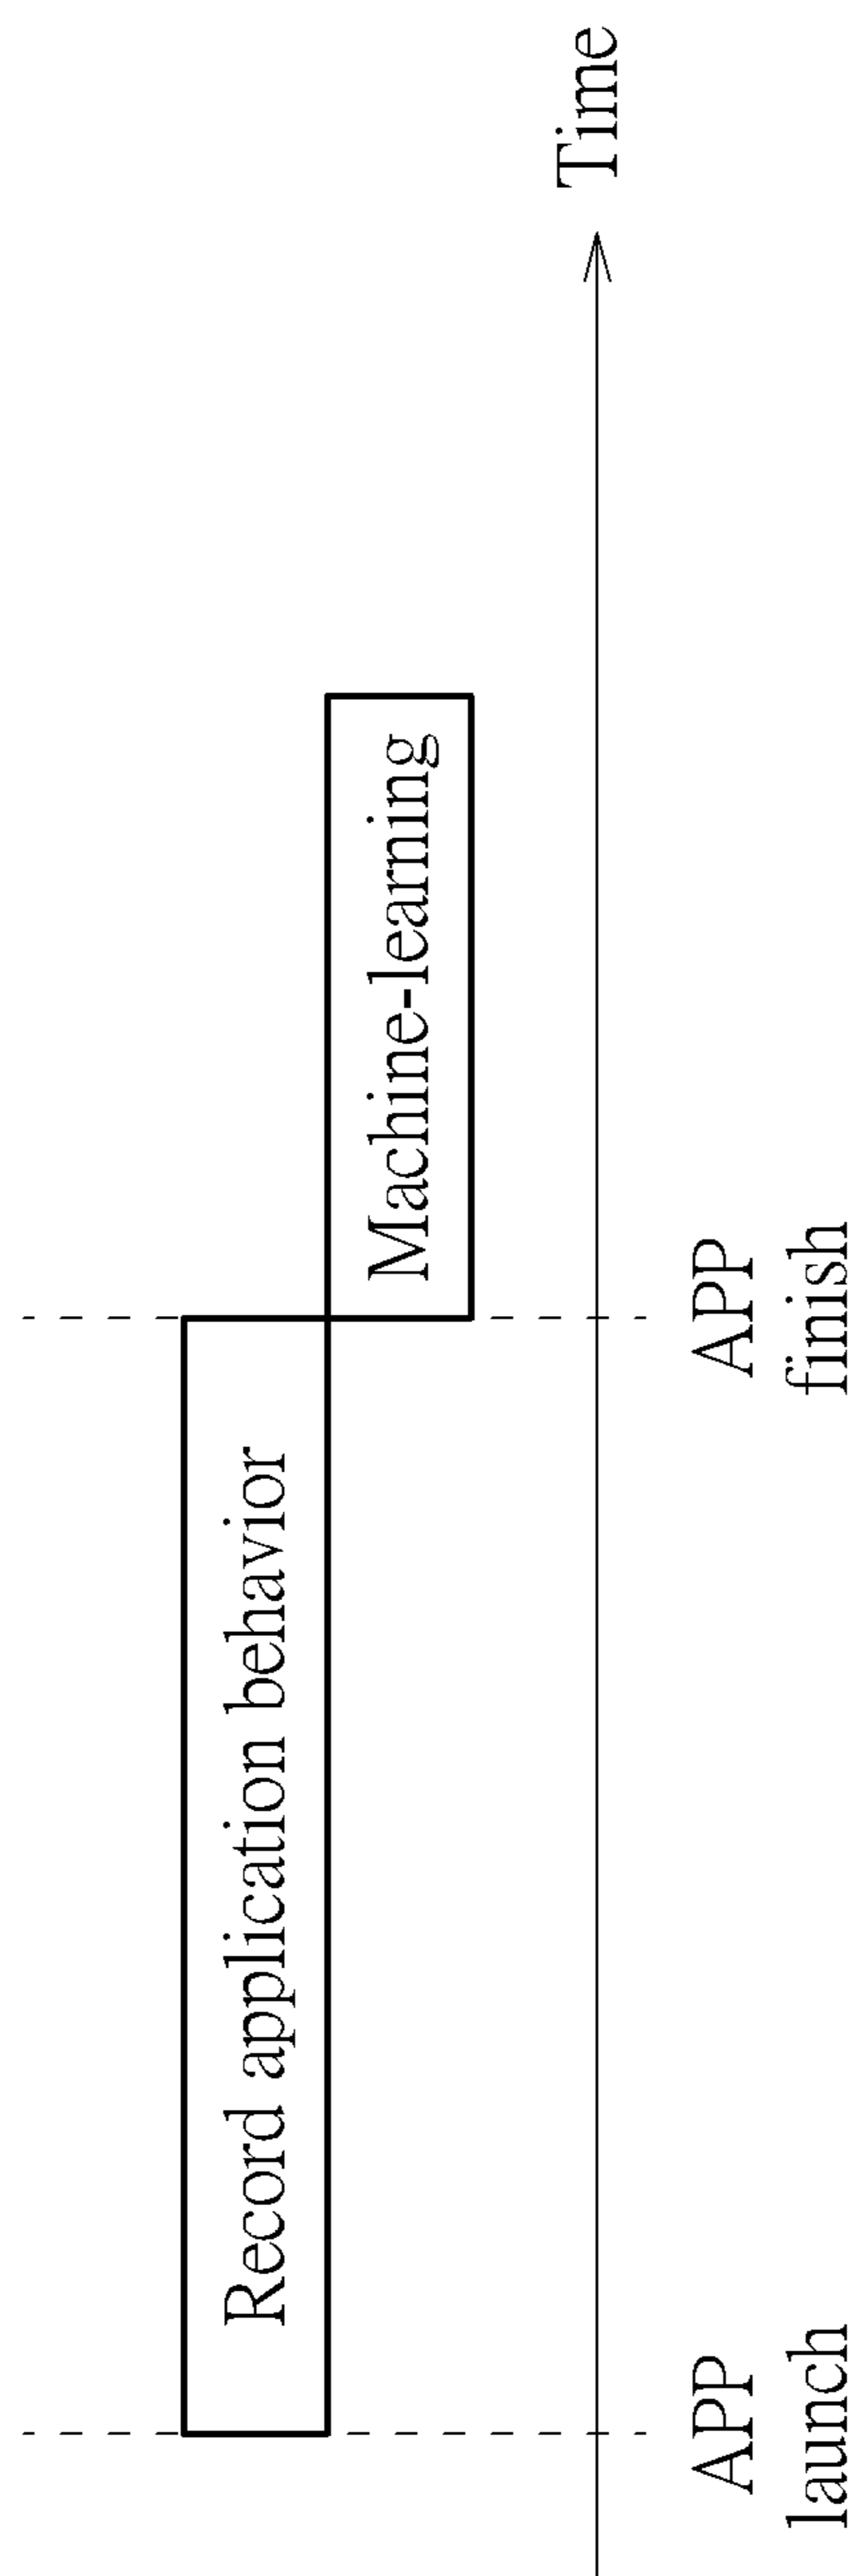 Record application behavior
Machine-learning
Time
APP
launch
APP
finish